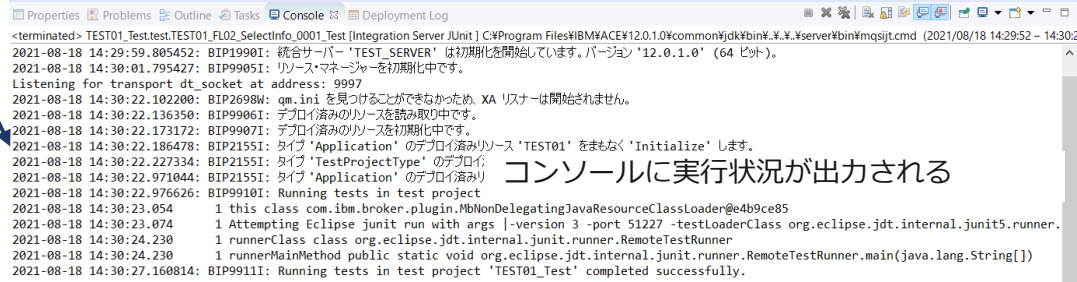 Properties Problems Outline Tasks Console Deployment Log
<terminated> TEST01_Test.test.TEST01_FL02_SelectInfo_0001_Test [Integration Server JUnit ] C:¥Program Files¥IBM¥ACE¥12.0.1.0¥common¥jdk¥bin¥..¥..¥..¥server¥bin¥mqsijt.cmd (2021/08/18 14:29:52 – 14:30:2
2021-08-18 14:29:59.805452: BIP1990I: 統合サーバー 'TEST_SERVER' は初期化を開始しています。バージョン '12.0.1.0' (64 ビット)。
2021-08-18 14:30:01.795427: BIP9905I: リソース・マネージャーを初期化中です。
Listening for transport dt_socket at address: 9997
2021-08-18 14:30:22.102200: BIP2698W: qm.ini を見つけることができなかったため、XA リスナーは開始されません。
2021-08-18 14:30:22.136350: BIP9906I: デプロイ済みのリソースを読み取り中です。
2021-08-18 14:30:22.173172: BIP9907I: デプロイ済みのリソースを初期化中です。
2021-08-18 14:30:22.186478: BIP2155I: タイプ 'Application' のデプロイ済みリソース 'TEST01' をまもなく 'Initialize' します。
2021-08-18 14:30:22.227334: BIP2155I: タイプ 'TestProjectType' のデプロイ
2021-08-18 14:30:22.971044: BIP2155I: タイプ 'Application' のデプロイ済みリ
コンソールに実行状況が出力される
2021-08-18 14:30:22.976626: BIP9910I: Running tests in test project
2021-08-18 14:30:23.054 1 this class com.ibm.broker.plugin.MbNonDelegatingJavaResourceClassLoader@e4b9ce85
2021-08-18 14:30:23.074 1 Attempting Eclipse junit run with args |-version 3 -port 51227 -testLoaderClass org.eclipse.jdt.internal.junit5.runner.
2021-08-18 14:30:24.230 1 runnerClass class org.eclipse.jdt.internal.junit.runner.RemoteTestRunner
2021-08-18 14:30:24.230 1 runnerMainMethod public static void org.eclipse.jdt.internal.junit.runner.RemoteTestRunner.main(java.lang.String[])
2021-08-18 14:30:27.160814: BIP9911I: Running tests in test project 'TEST01_Test' completed successfully.